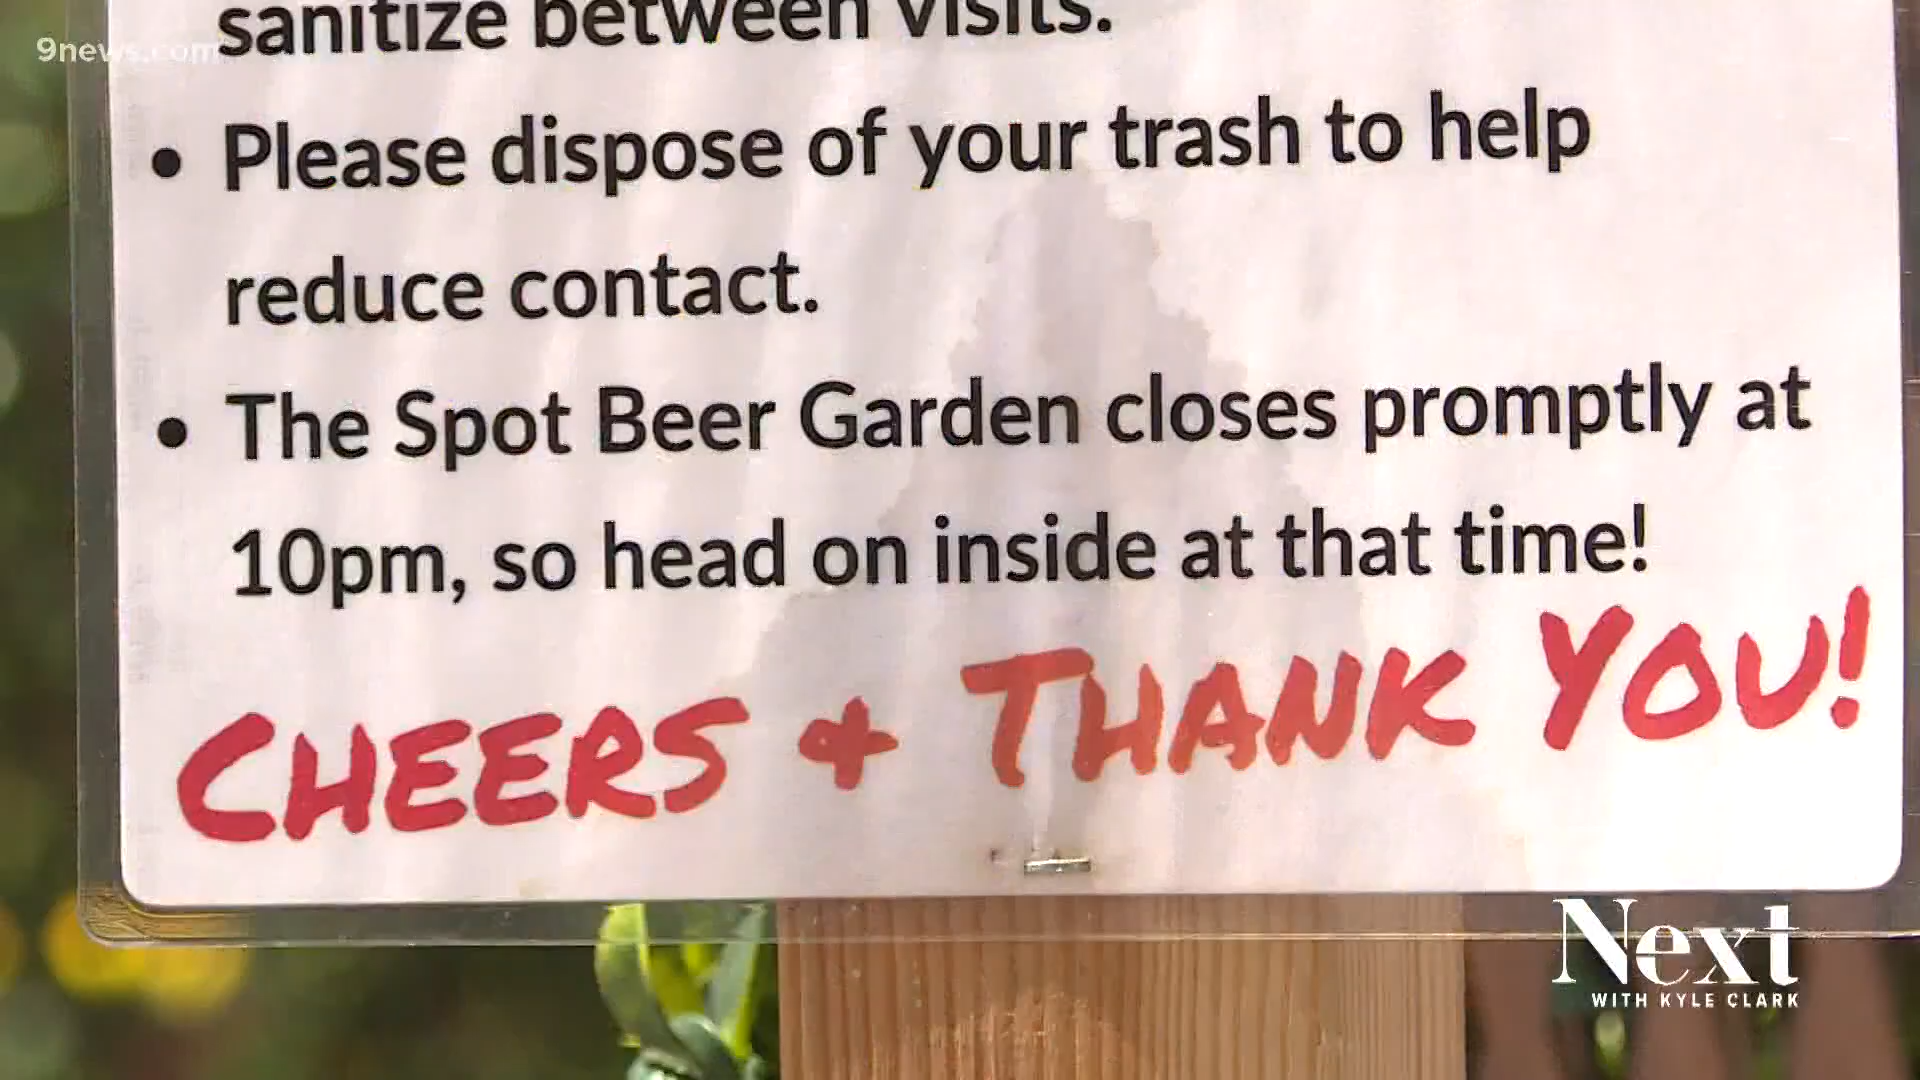 9news.com
sanitize between visits.
• Please dispose of your trash to help
reduce contact.
• The Spot Beer Garden closes promptly at
10pm, so head on inside at that time!
CHEERS & THANK YOU!
Next
WITH KYLE CLARK